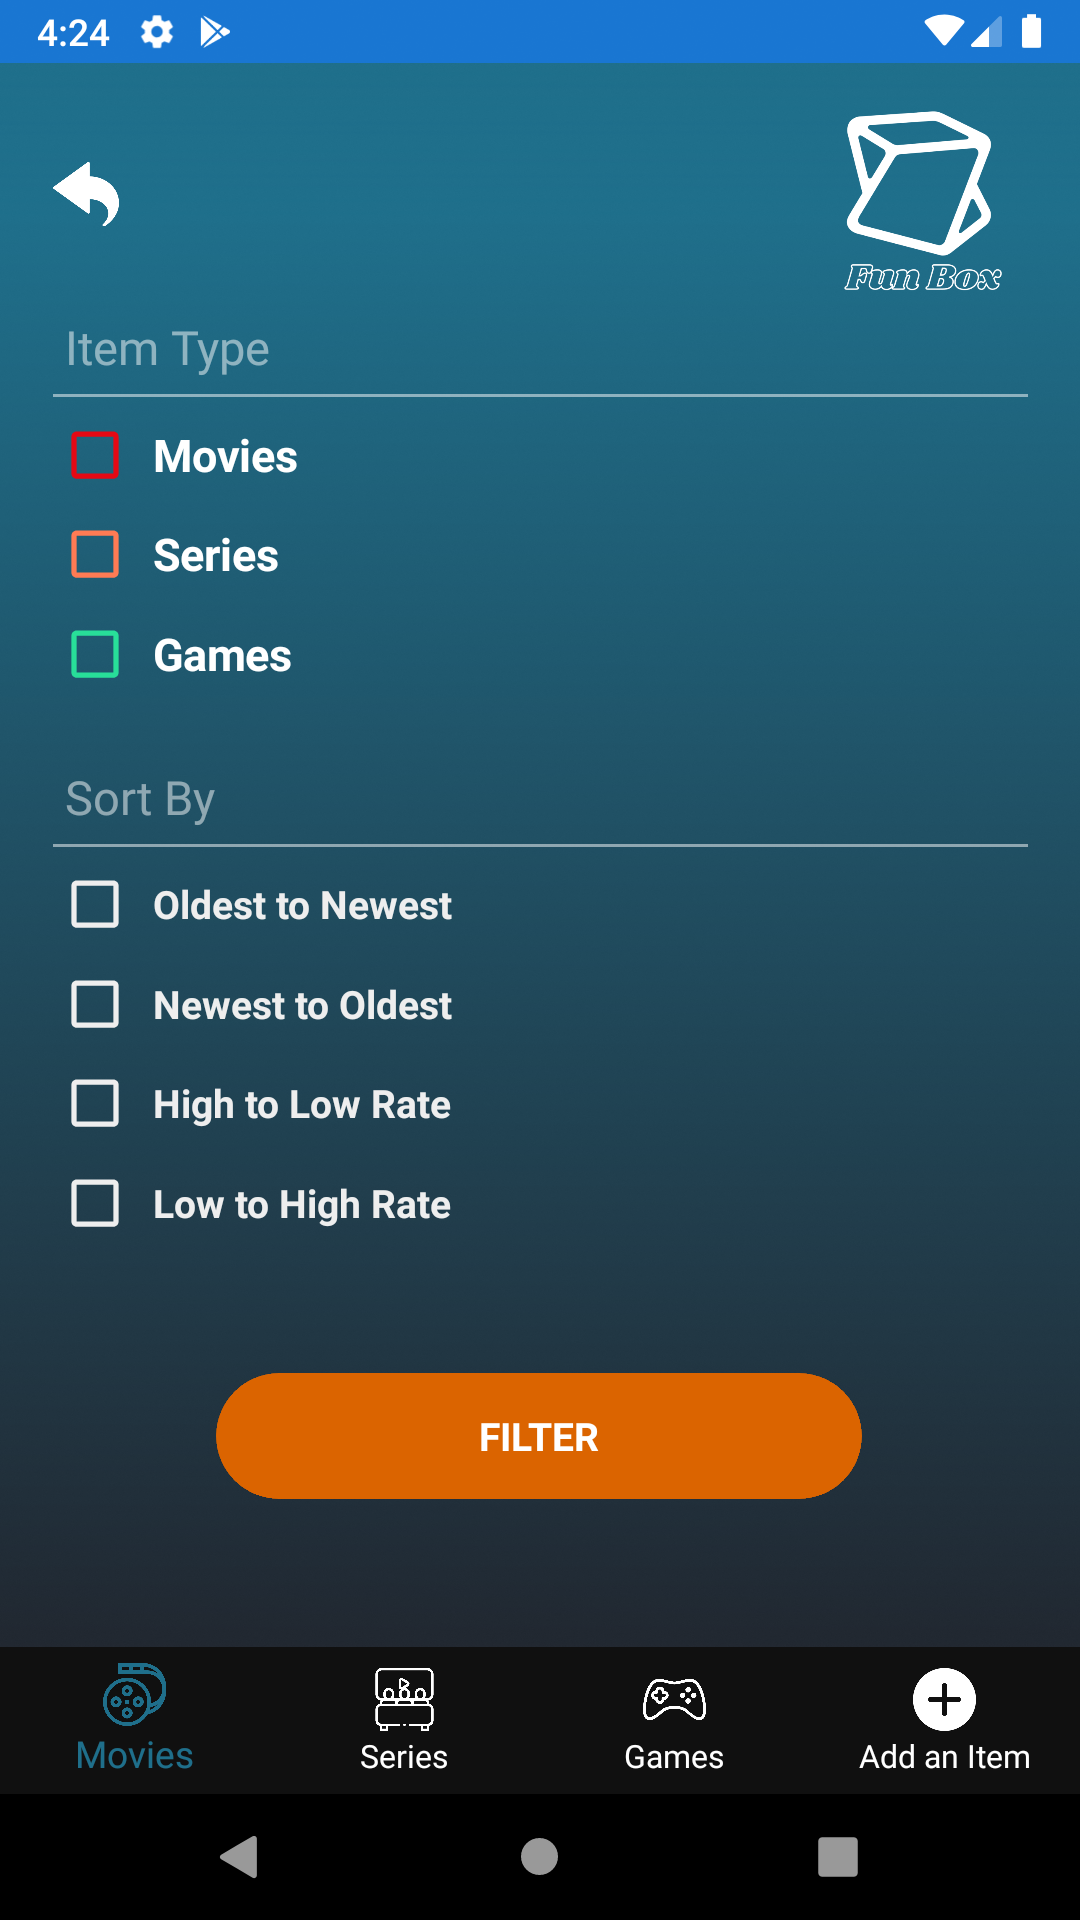 4:24
Fun Box
Item Type
Movies
Series
Games
Sort By
Oldest to Newest
Newest to Oldest
High to Low Rate
Low to High Rate
FILTER
Movies
Series
Games
Add an Item